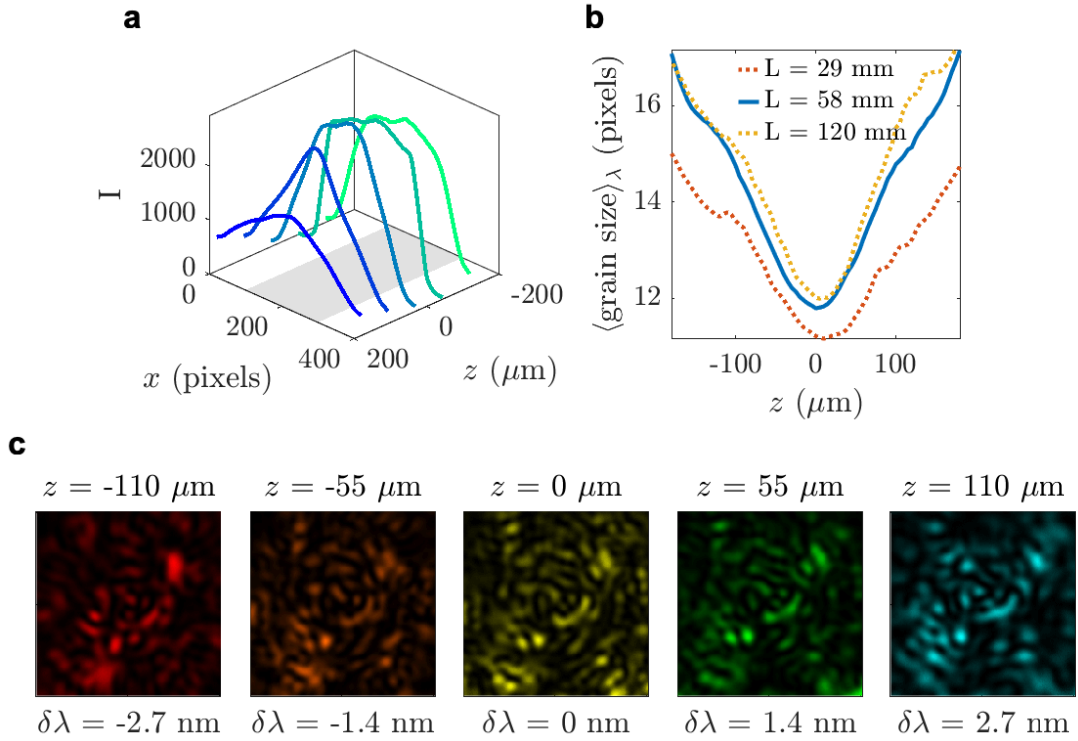 a
I
2000
1000
0
0
200
400
x (pixels)
200
0
-200
z (μm)
b
⟨grain size⟩λ (pixels)
16
14
12
L = 29 mm
L = 58 mm
L = 120 mm
-100
0
100
z (μm)
c
z = -110 μm
z = -55 μm
z = 0 μm
z = 55 μm
z = 110 μm
δλ = -2.7 nm
δλ = -1.4 nm
δλ = 0 nm
δλ = 1.4 nm
δλ = 2.7 nm